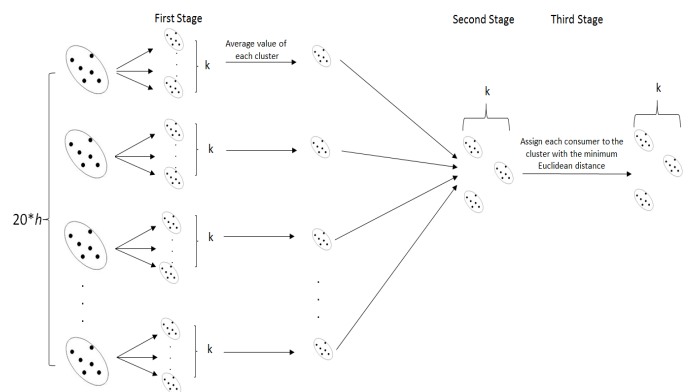 First Stage
Second Stage
Third Stage
Average value of
each cluster
k
k
k
Assign each consumer to the
cluster with the minimum
Euclidean distance
k
20*h
k
k